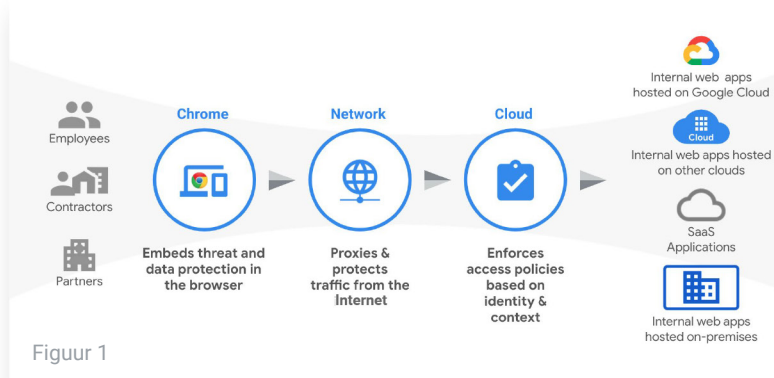 Employees
Contractors
Partners
Chrome
Embeds threat and
data protection in
the browser
Network
Proxies &
protects
traffic from the
Internet
Cloud
Enforces
access policies
based on
identity &
context
Internal web apps
hosted on Google Cloud
Cloud
Internal web apps hosted
on other clouds
SaaS
Applications
Internal web apps
hosted on-premises
Figuur 1